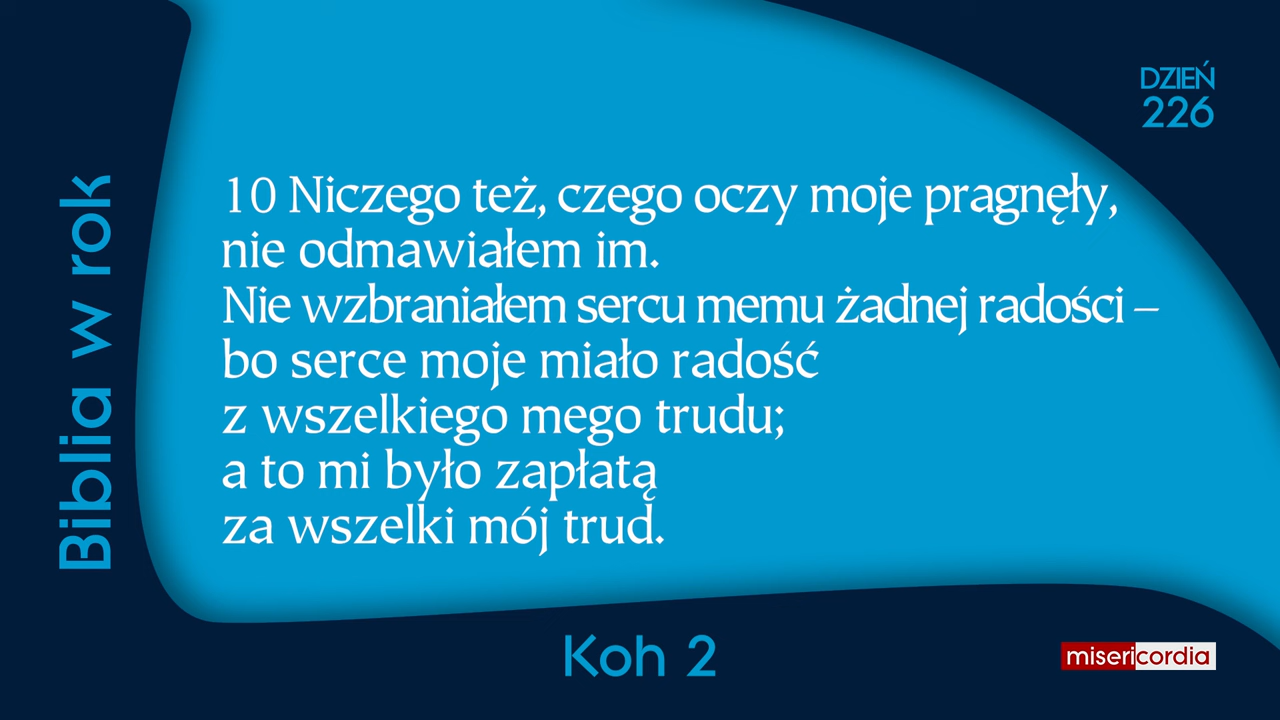 DZIEŃ
226
10 Niczego też, czego oczy moje pragnęły,
nie odmawiałem im.
Nie wzbraniałem sercu memu żadnej radości –
bo serce moje miało radość
z wszelkiego mego trudu;
a to mi było zapłatą
za wszelki mój trud.
Biblia w rok
Koh 2
misericordia